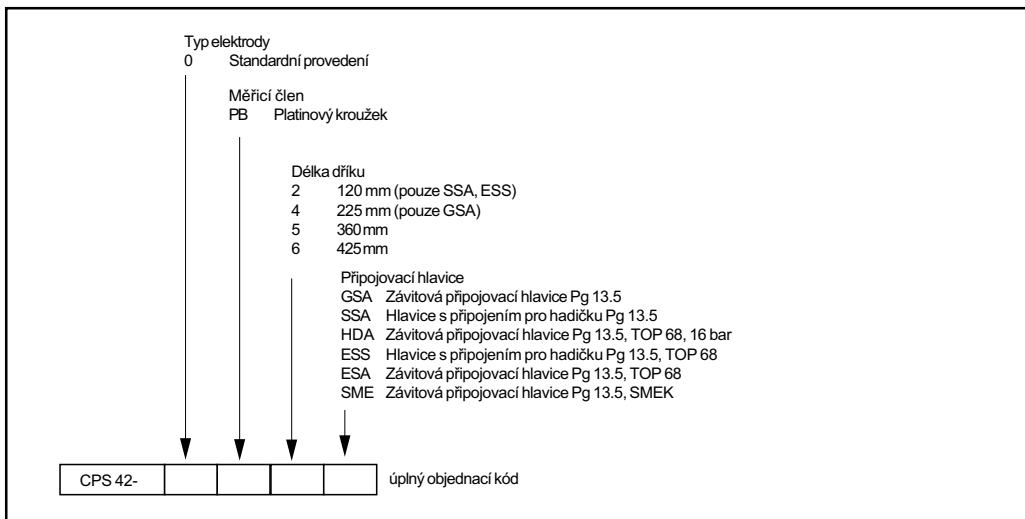 Typ elektrody
0 Standardní provedení
Měřicí člen
PB Platinový kroužek
Délka dříku
2 120 mm (pouze SSA, ESS)
4 225 mm (pouze GSA)
5 360 mm
6 425 mm
Připojovací hlavice
GSA Závitová připojovací hlavice Pg 13.5
SSA Hlavice s připojením pro hadičku Pg 13.5
HDA Závitová připojovací hlavice Pg 13.5, TOP 68, 16 bar
ESS Hlavice s připojením pro hadičku Pg 13.5, TOP 68
ESA Závitová připojovací hlavice Pg 13.5, TOP 68
SME Závitová připojovací hlavice Pg 13.5, SMEK
CPS 42- úplný objednací kód